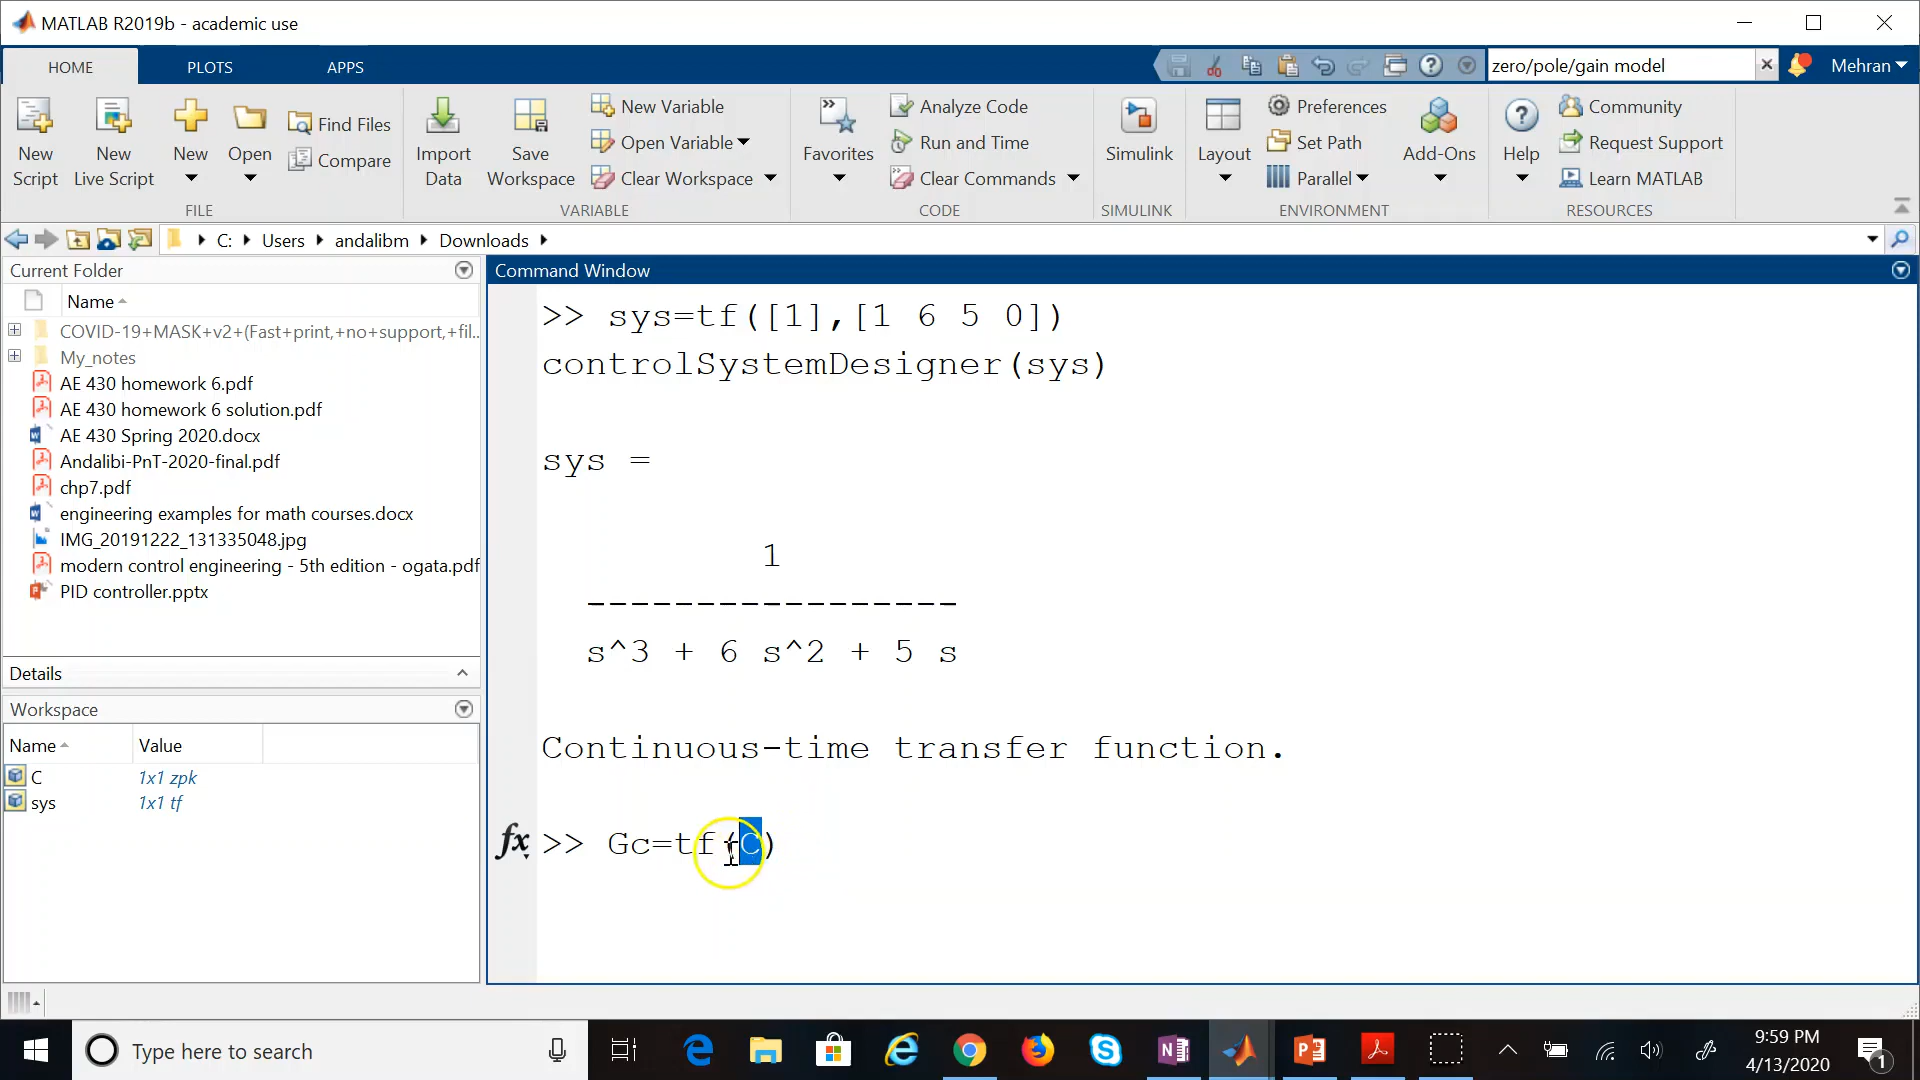 MATLAB R2019b - academic use
HOME PLOTS APPS
zero/pole/gain model
Mehran
New Script
New Live Script
New
Open
Find Files
Compare
FILE
Import Data
Save Workspace
New Variable
Open Variable
Clear Workspace
VARIABLE
Favorites
Analyze Code
Run and Time
Clear Commands
CODE
Simulink
SIMULINK
Layout
Preferences
Set Path
Parallel
Add-Ons
ENVIRONMENT
Help
Community
Request Support
Learn MATLAB
RESOURCES
C: Users andalibm Downloads
Current Folder
Name
COVID-19+MASK+v2+(Fast+print,+no+support,+fil...
My_notes
AE 430 homework 6.pdf
AE 430 homework 6 solution.pdf
AE 430 Spring 2020.docx
Andalibi-PnT-2020-final.pdf
chp7.pdf
engineering examples for math courses.docx
IMG_20191222_131335048.jpg
modern control engineering - 5th edition - ogata.pdf
PID controller.pptx
Details
Workspace
Name Value
C 1x1 zpk
sys 1x1 tf
Command Window
>> sys=tf([1],[1 6 5 0])
controlSystemDesigner(sys)
sys =
1
-----------------
s^3 + 6 s^2 + 5 s
Continuous-time transfer function.
fx >> Gc=tf(C)
Type here to search
9:59 PM
4/13/2020
1